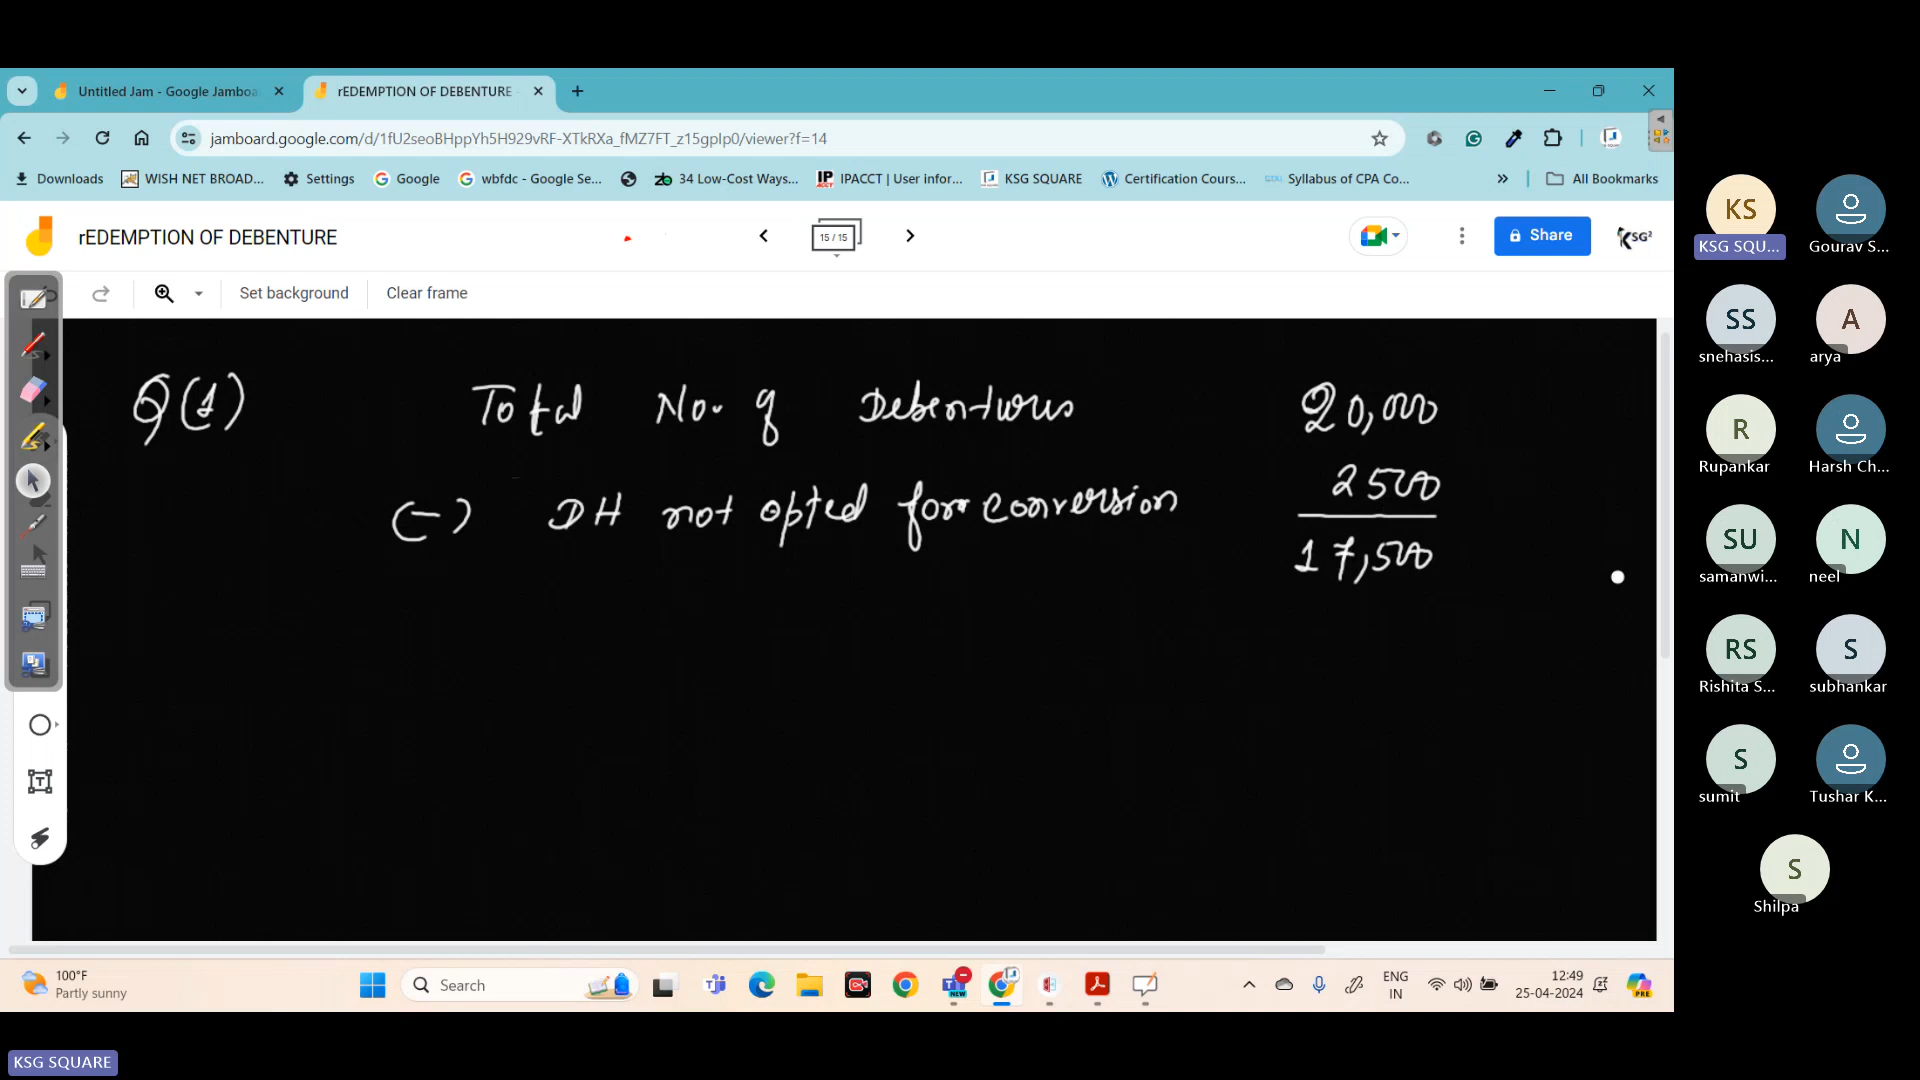 Untitled Jam - Google Jamboa
rEDEMPTION OF DEBENTURE -
jamboard.google.com/d/1fU2seoBHppYh5H929vRF-XTkRXa_fMZ7FT_z15gpIp0/viewer?f=14
Downloads WISH NET BROAD... Settings Google wbfdc - Google Se... 34 Low-Cost Ways... IPACCT | User infor... KSG SQUARE Certification Cours... Syllabus of CPA Co... » All Bookmarks
rEDEMPTION OF DEBENTURE 15 / 15 Share KSG²
Set background Clear frame
Q(1) Total No. of Debentures 20,000
(-) DH not opted for conversion 2500
17,500
KS
KSG SQU...
Gourav S...
SS
snehasis...
A
arya
R
Rupankar
Harsh Ch...
SU
samanwi...
N
neel
RS
Rishita S...
S
subhankar
S
sumit
Tushar K...
S
Shilpa
100°F
Partly sunny
Search
NEW
ENG
IN
12:49
25-04-2024
PRE
KSG SQUARE